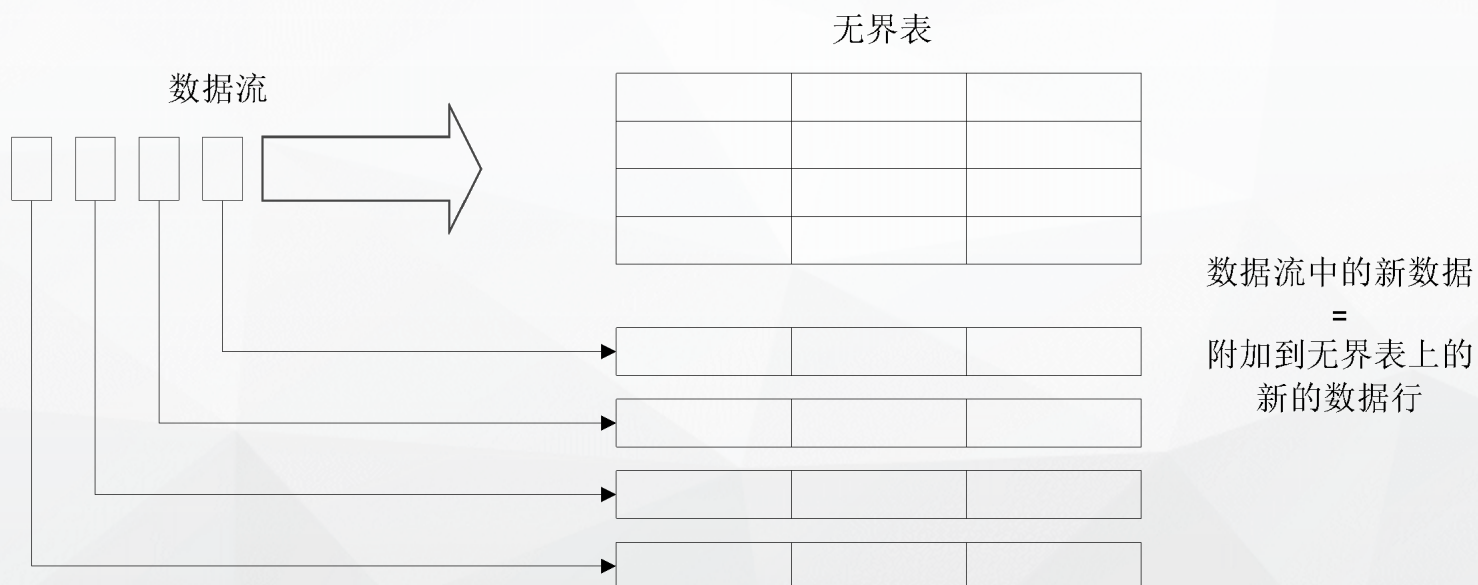 无界表
数据流
数据流中的新数据
=
附加到无界表上的
新的数据行